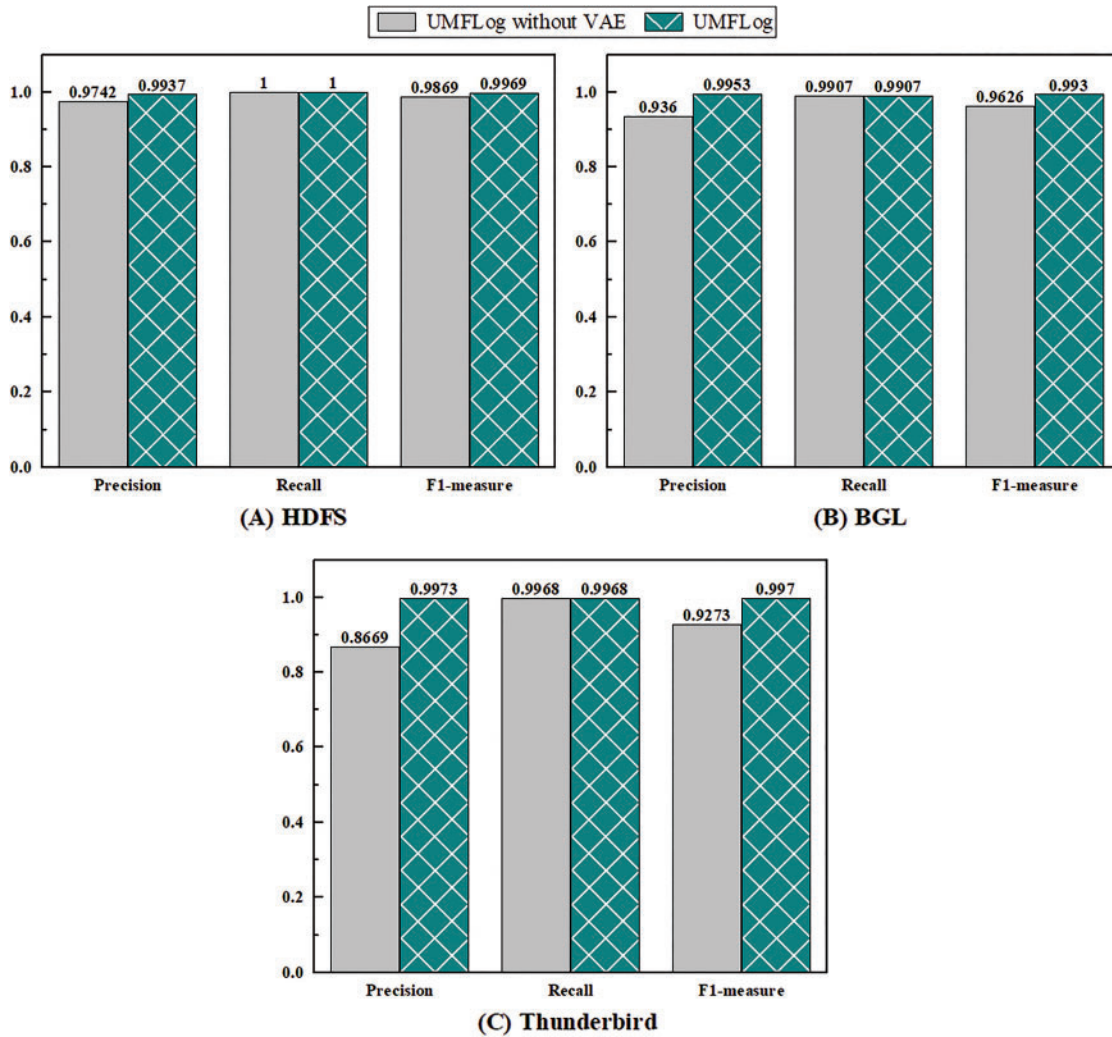 UMFLog without VAE UMFLog
0.9742 0.9937 1 1 0.9869 0.9969
1.0
0.8
0.6
0.4
0.2
0.0
Precision Recall F1-measure
(A) HDFS
0.936 0.9953 0.9907 0.9907 0.9626 0.993
1.0
0.8
0.6
0.4
0.2
0.0
Precision Recall F1-measure
(B) BGL
0.8669 0.9973 0.9968 0.9968 0.9273 0.997
1.0
0.8
0.6
0.4
0.2
0.0
Precision Recall F1-measure
(C) Thunderbird